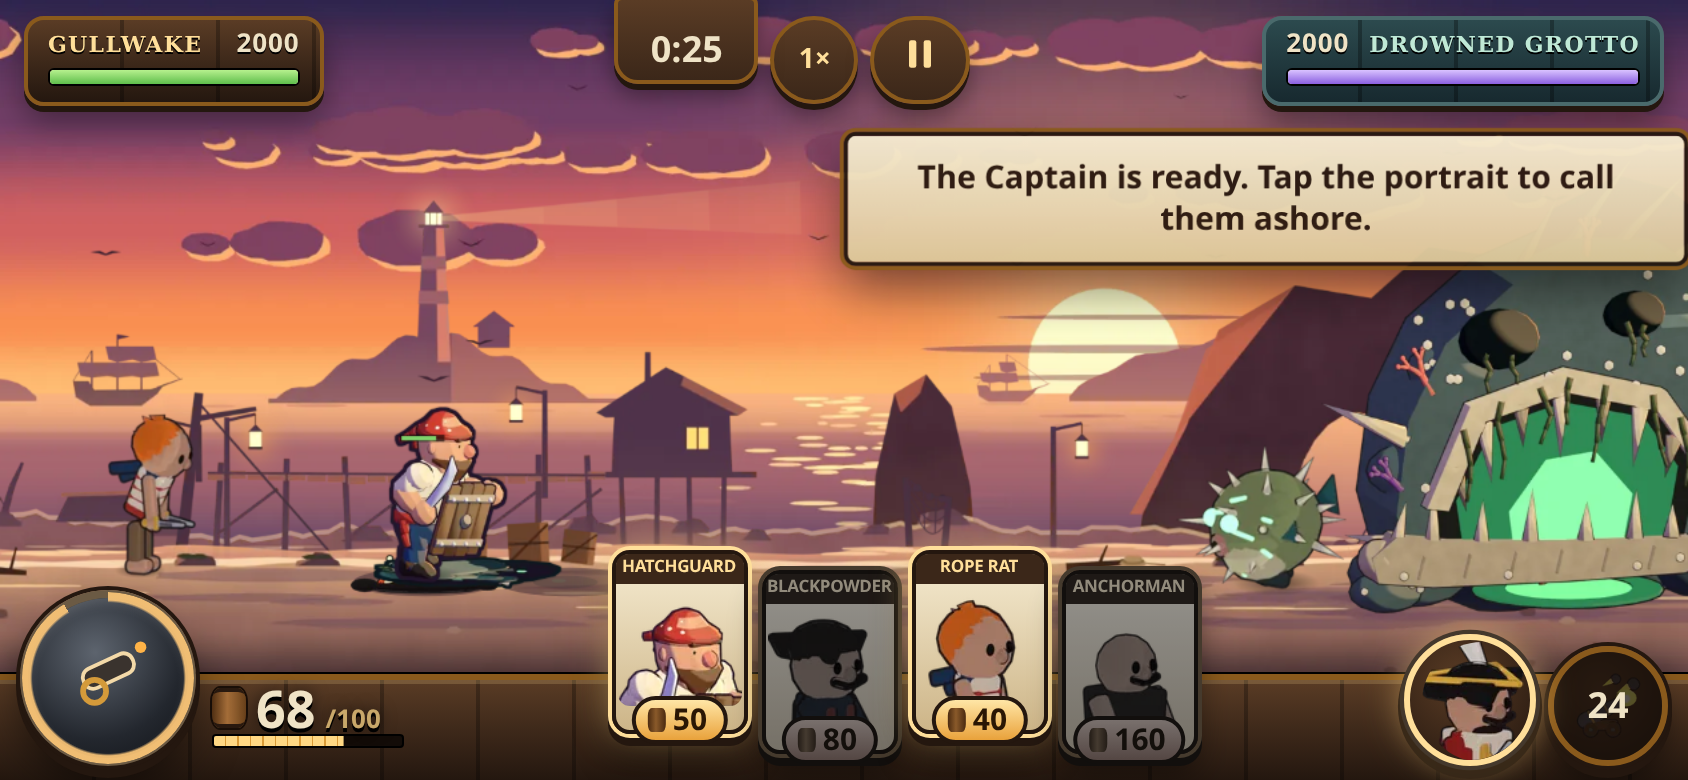 GULLWAKE 2000
0:25
1×
2000 DROWNED GROTTO
The Captain is ready. Tap the portrait to call
them ashore.
HATCHGUARD
BLACKPOWDER
ROPE RAT
ANCHORMAN
50
80
40
160
68 /100
24